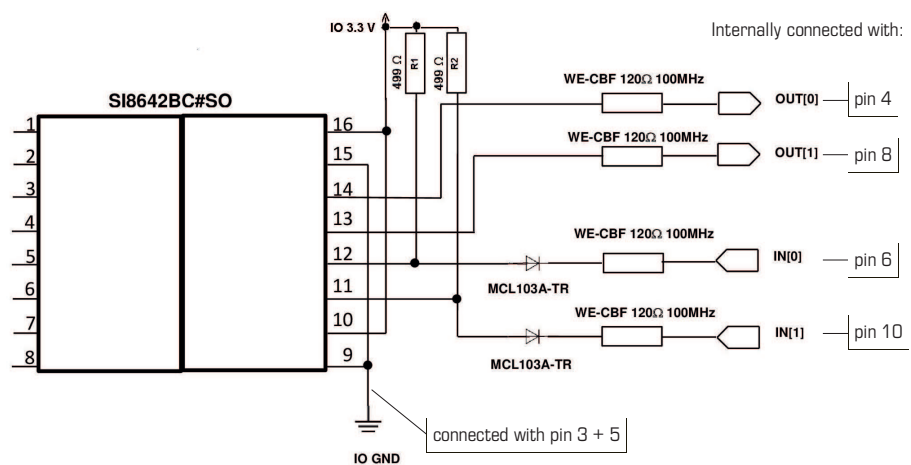 Internally connected with:
IO 3.3 V
499 Ω
R1
499 Ω
R2
WE-CBF 120Ω 100MHz
OUT[0]
pin 4
SI8642BC#SO
WE-CBF 120Ω 100MHz
OUT[1]
pin 8
1
16
2
15
3
14
4
13
5
12
6
11
7
10
8
9
WE-CBF 120Ω 100MHz
IN[0]
pin 6
MCL103A-TR
WE-CBF 120Ω 100MHz
IN[1]
pin 10
MCL103A-TR
connected with pin 3 + 5
IO GND